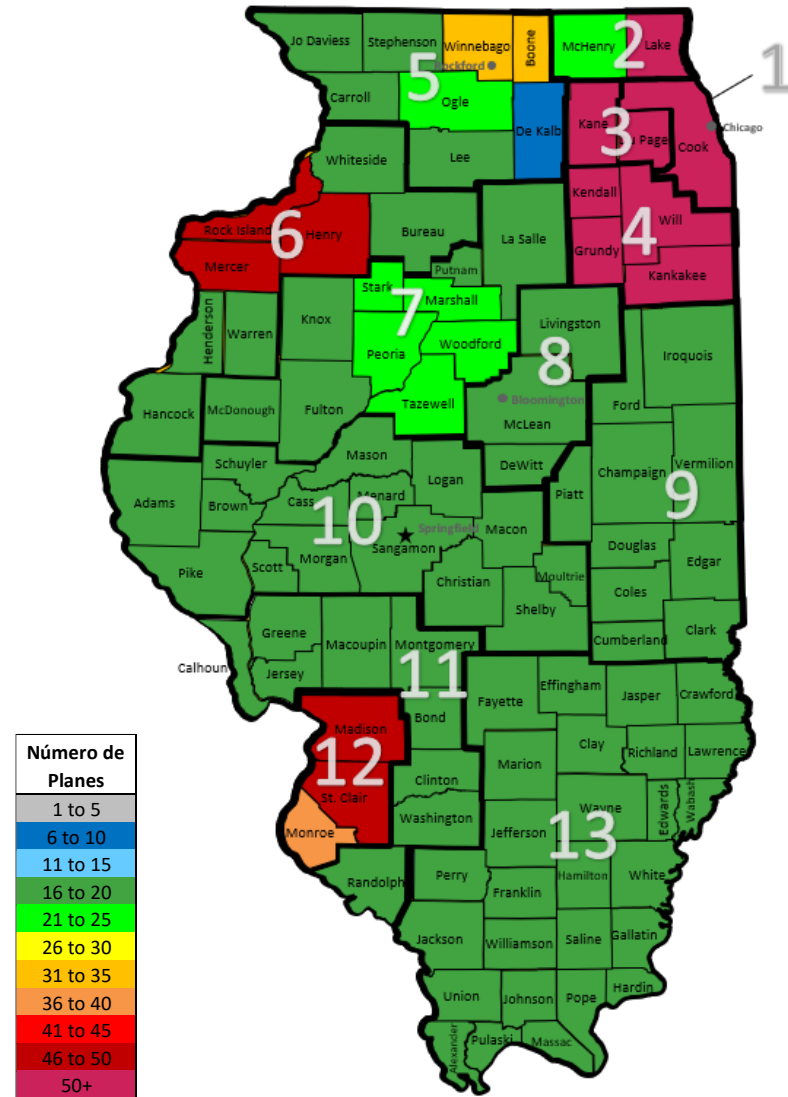 Jo Daviess
Stephenson
Winnebago
Boone
McHenry
2
Lake
1
Rockford
5
Carroll
Ogle
De Kalb
Kane
3
Du Page
Cook
Chicago
Whiteside
Lee
Kendall
Rock Island
6
Henry
Bureau
La Salle
Will
4
Grundy
Mercer
Putnam
Kankakee
Stark
Marshall
7
Henderson
Warren
Knox
Peoria
Woodford
Livingston
8
Iroquois
Hancock
McDonough
Fulton
Tazewell
Bloomington
McLean
Ford
Schuyler
Mason
Logan
DeWitt
Champaign
Vermilion
9
Adams
Brown
Cass
Menard
10
Springfield
Sangamon
Macon
Piatt
Pike
Scott
Morgan
Christian
Moultrie
Shelby
Douglas
Edgar
Coles
Greene
Macoupin
Montgomery
Cumberland
Clark
Calhoun
Jersey
11
Fayette
Effingham
Jasper
Crawford
Madison
12
Bond
Clay
Richland
Lawrence
Marion
St. Clair
Clinton
Monroe
Washington
Jefferson
Wayne
13
Edwards
Wabash
Randolph
Perry
Franklin
Hamilton
White
Jackson
Williamson
Saline
Gallatin
Union
Johnson
Pope
Hardin
Alexander
Pulaski
Massac
Número de
Planes
1 to 5
6 to 10
11 to 15
16 to 20
21 to 25
26 to 30
31 to 35
36 to 40
41 to 45
46 to 50
50+